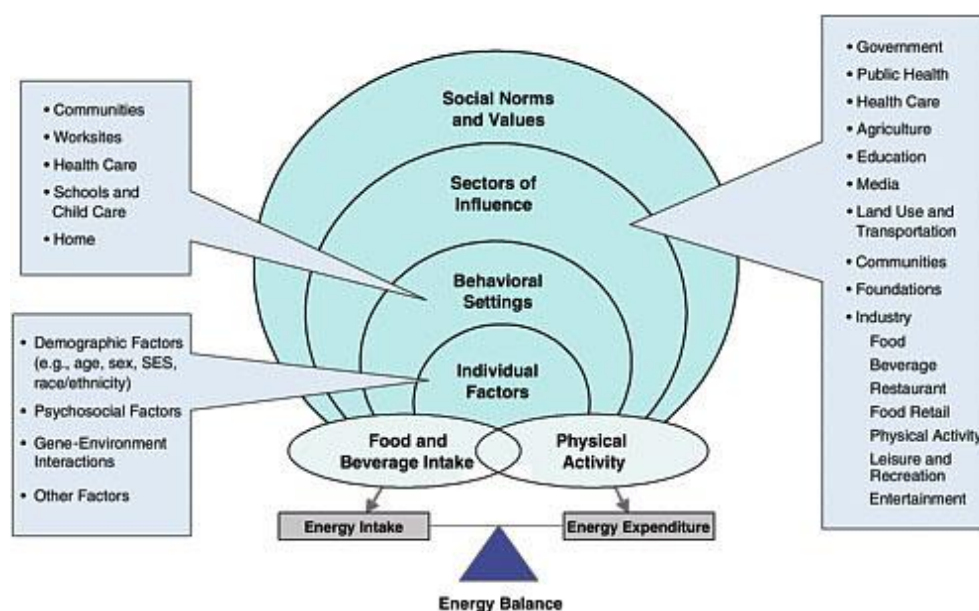 • Communities
• Worksites
• Health Care
• Schools and
Child Care
• Home
• Demographic Factors
(e.g., age, sex, SES,
race/ethnicity)
• Psychosocial Factors
• Gene-Environment
Interactions
• Other Factors
Social Norms
and Values
Sectors of
Influence
Behavioral
Settings
Individual
Factors
Food and
Beverage Intake
Physical
Activity
Energy Intake
Energy Expenditure
Energy Balance
• Government
• Public Health
• Health Care
• Agriculture
• Education
• Media
• Land Use and
Transportation
• Communities
• Foundations
• Industry
Food
Beverage
Restaurant
Food Retail
Physical Activity
Leisure and
Recreation
Entertainment